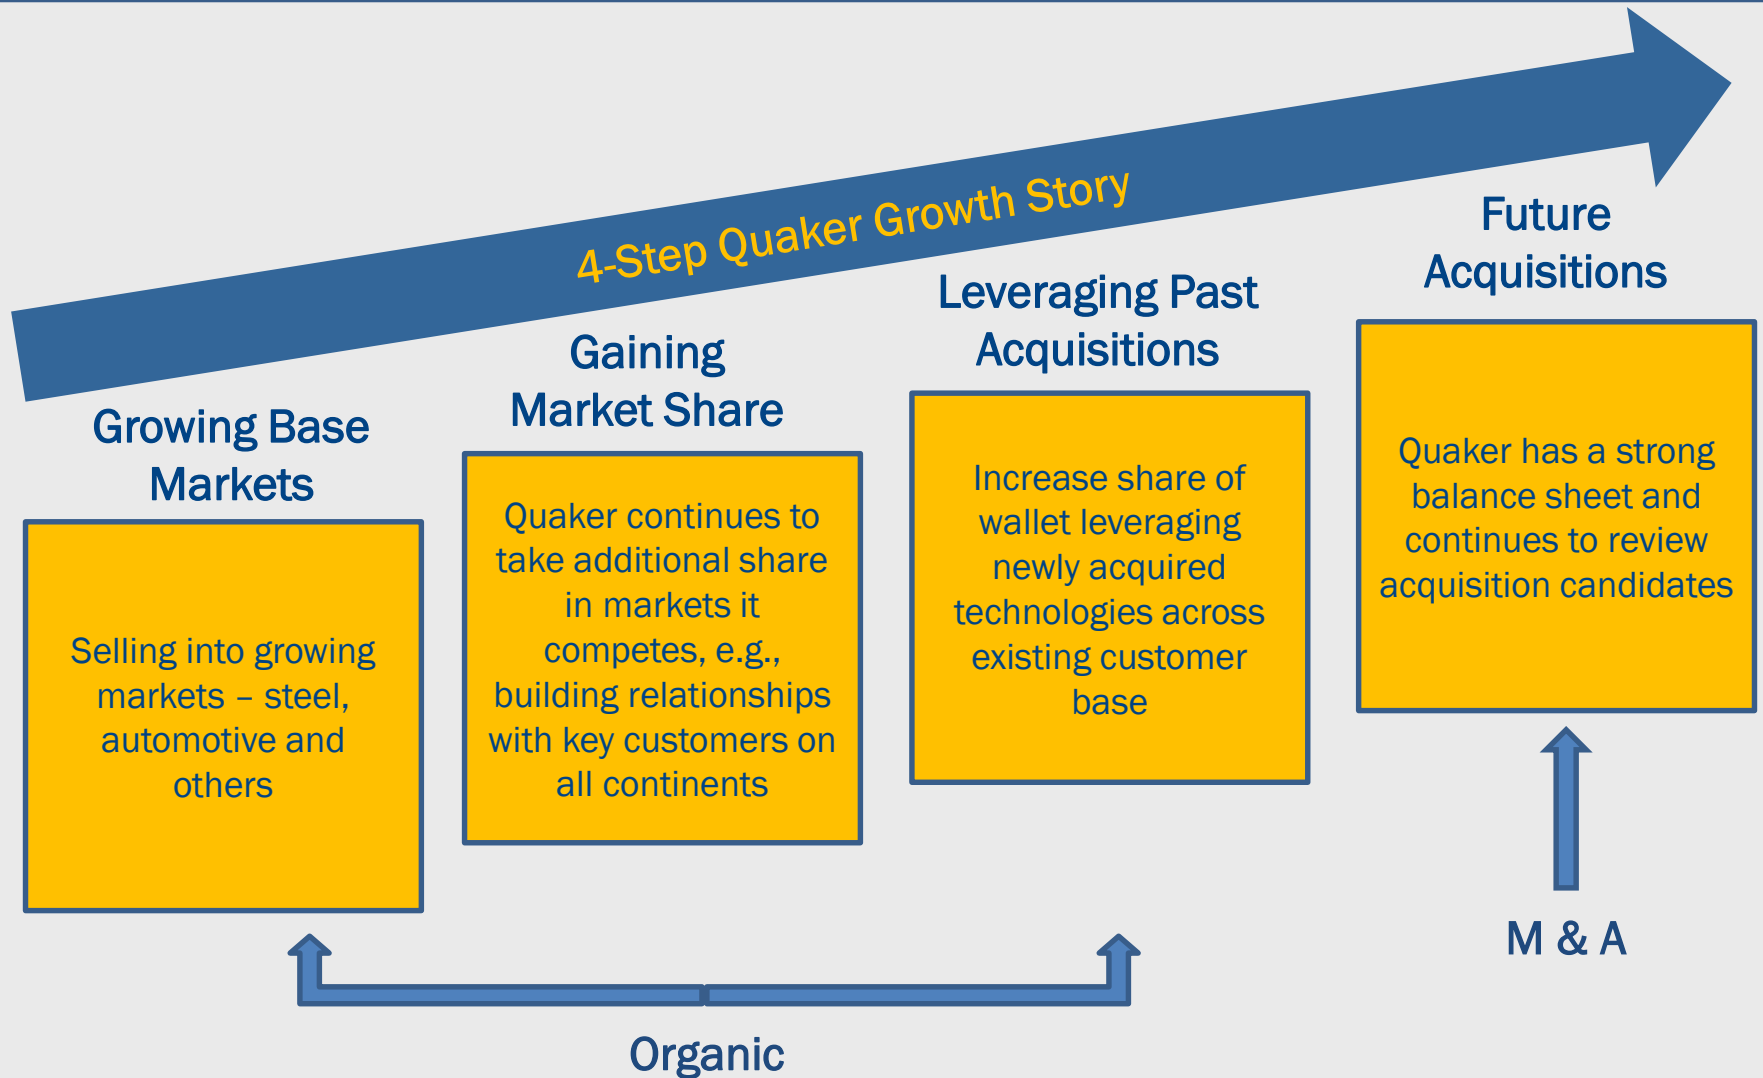 4-Step Quaker Growth Story
Growing Base
Markets
Selling into growing
markets – steel,
automotive and
others
Gaining
Market Share
Quaker continues to
take additional share
in markets it
competes, e.g.,
building relationships
with key customers on
all continents
Leveraging Past
Acquisitions
Increase share of
wallet leveraging
newly acquired
technologies across
existing customer
base
Future
Acquisitions
Quaker has a strong
balance sheet and
continues to review
acquisition candidates
Organic
M & A